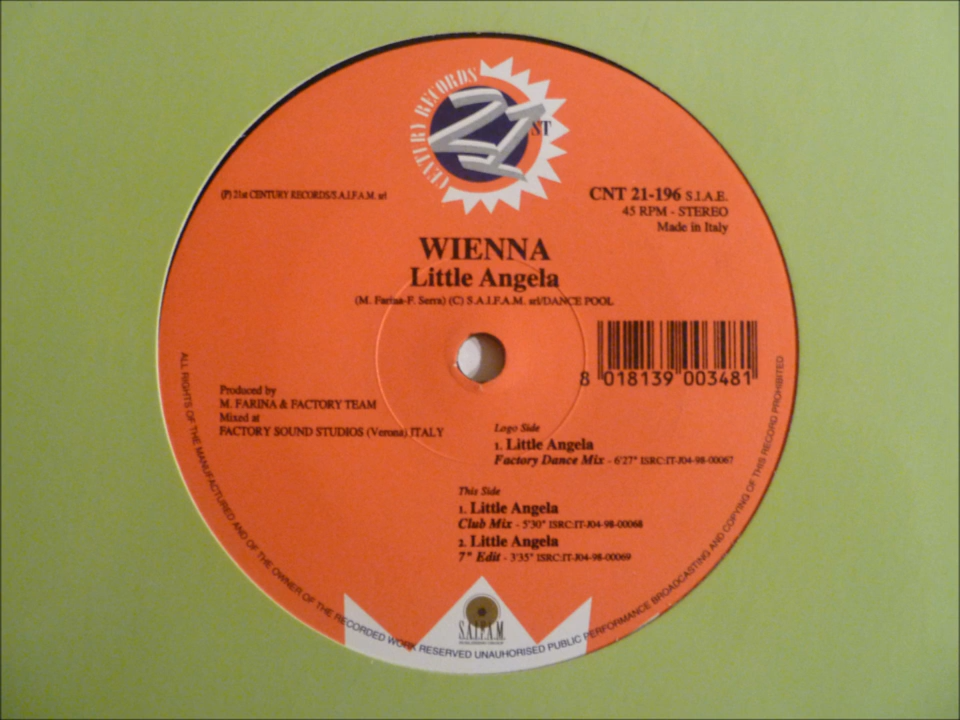 CENTURY RECORDS
21ST
(P) 21st CENTURY RECORDS/S.A.I.F.A.M. srl
CNT 21-196 S.I.A.E.
45 RPM - STEREO
Made in Italy
WIENNA
Little Angela
(M. Farina-F. Serra) (C) S.A.I.F.A.M. srl/DANCE POOL
8 018139 003481
Produced by
M. FARINA & FACTORY TEAM
Mixed at
FACTORY SOUND STUDIOS (Verona) ITALY
Logo Side
1. Little Angela
Factory Dance Mix - 6'27" ISRC:IT-J04-98-00067
This Side
1. Little Angela
Club Mix - 5'30" ISRC:IT-J04-98-00068
2. Little Angela
7" Edit - 3'35" ISRC:IT-J04-98-00069
S.A.I.F.A.M.
ALL RIGHTS OF THE MANUFACTURED AND OF THE OWNER OF THE RECORDED WORK RESERVED UNAUHORISED PUBLIC PERFORMANCE BROADCASTING AND COPYING OF THIS RECORD PROHIBITED